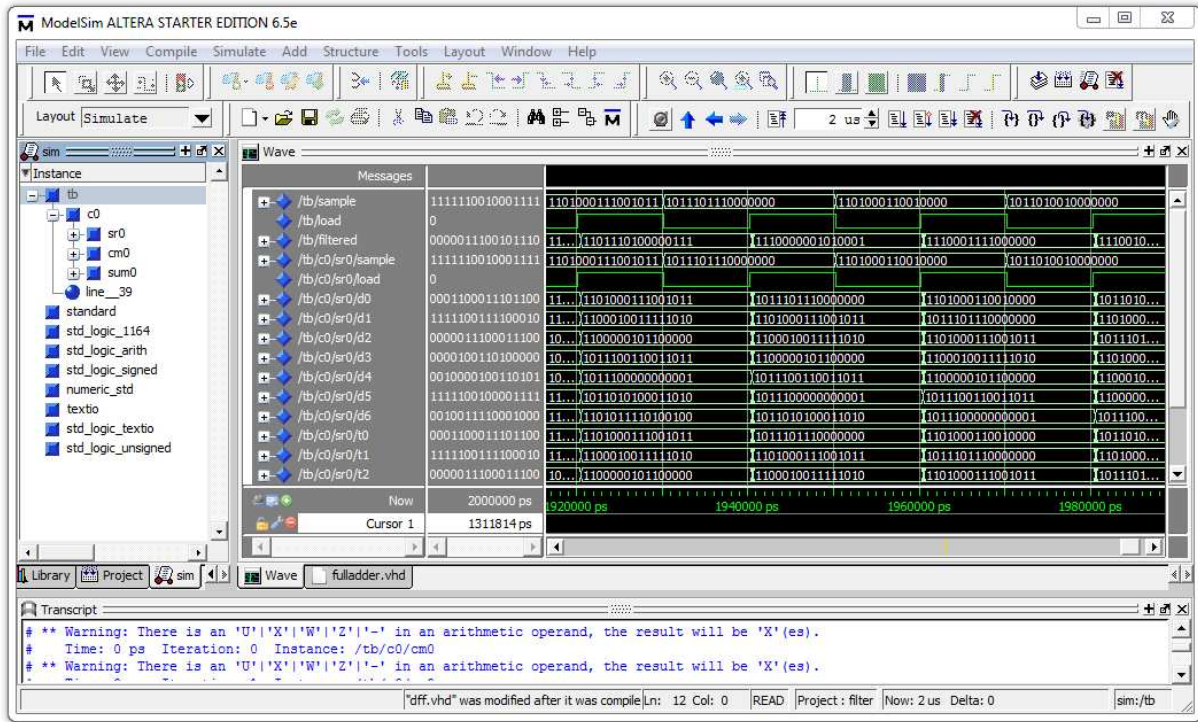 ModelSim ALTERA STARTER EDITION 6.5e
File Edit View Compile Simulate Add Structure Tools Layout Window Help
Layout Simulate
2 us
sim
Wave
Instance
Messages
tb
c0
sr0
cm0
sum0
line__39
standard
std_logic_1164
std_logic_arith
std_logic_signed
numeric_std
textio
std_logic_textio
std_logic_unsigned
/tb/sample 1111110010001111 1101000111001011 1011101110000000 1101000110010000 1011010010000000
/tb/load 0
/tb/filtered 0000011100101110 11... 1101110100000111 1110000001010001 1110001111000000 1110010...
/tb/c0/sr0/sample 1111110010001111 1101000111001011 1011101110000000 1101000110010000 1011010010000000
/tb/c0/sr0/load 0
/tb/c0/sr0/d0 0001100011101100 11... 1101000111001011 1011101110000000 1101000110010000 1011010...
/tb/c0/sr0/d1 1111100111100010 11... 1100010011111010 1101000111001011 1011101110000000 1101000...
/tb/c0/sr0/d2 0000011100011100 10... 1100000101100000 1100010011111010 1101000111001011 1011101...
/tb/c0/sr0/d3 0000100110100000 10... 1011100110011011 1100000101100000 1100010011111010 1101000...
/tb/c0/sr0/d4 0010000100110101 10... 1011100000000001 1011100110011011 1100000101100000 1100010...
/tb/c0/sr0/d5 1111100100001111 11... 1011010100011010 1011100000000001 1011100110011011 1100000...
/tb/c0/sr0/d6 0010011110001000 11... 1101011110100100 1011010100011010 1011100000000001 1011100...
/tb/c0/sr0/t0 0001100011101100 11... 1101000111001011 1011101110000000 1101000110010000 1011010...
/tb/c0/sr0/t1 1111100111100010 11... 1100010011111010 1101000111001011 1011101110000000 1101000...
/tb/c0/sr0/t2 0000011100011100 10... 1100000101100000 1100010011111010 1101000111001011 1011101...
Now 2000000 ps 1920000 ps 1940000 ps 1960000 ps 1980000 ps
Cursor 1 1311814 ps
Library Project sim Wave fulladder.vhd
Transcript
# ** Warning: There is an 'U'|'X'|'W'|'Z'|'-' in an arithmetic operand, the result will be 'X'(es).
# Time: 0 ps Iteration: 0 Instance: /tb/c0/cm0
# ** Warning: There is an 'U'|'X'|'W'|'Z'|'-' in an arithmetic operand, the result will be 'X'(es).
"dff.vhd" was modified after it was compile Ln: 12 Col: 0 READ Project : filter Now: 2 us Delta: 0 sim:/tb